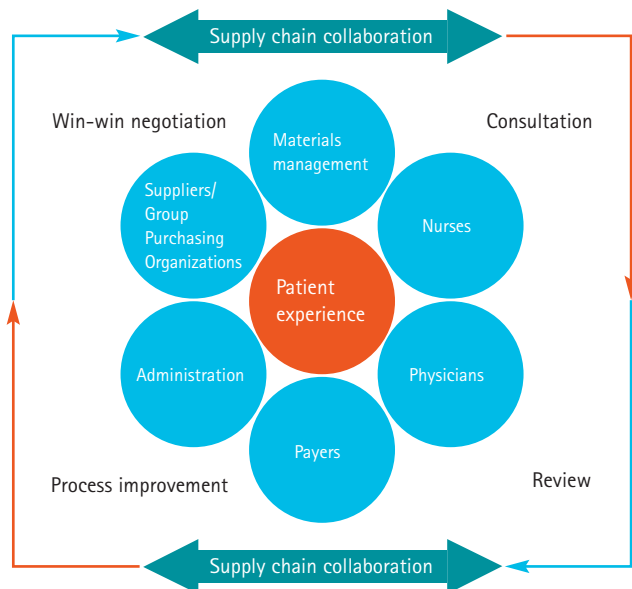 Supply chain collaboration
Win-win negotiation
Consultation
Materials
management
Suppliers/
Group
Purchasing
Organizations
Nurses
Patient
experience
Administration
Physicians
Payers
Process improvement
Review
Supply chain collaboration